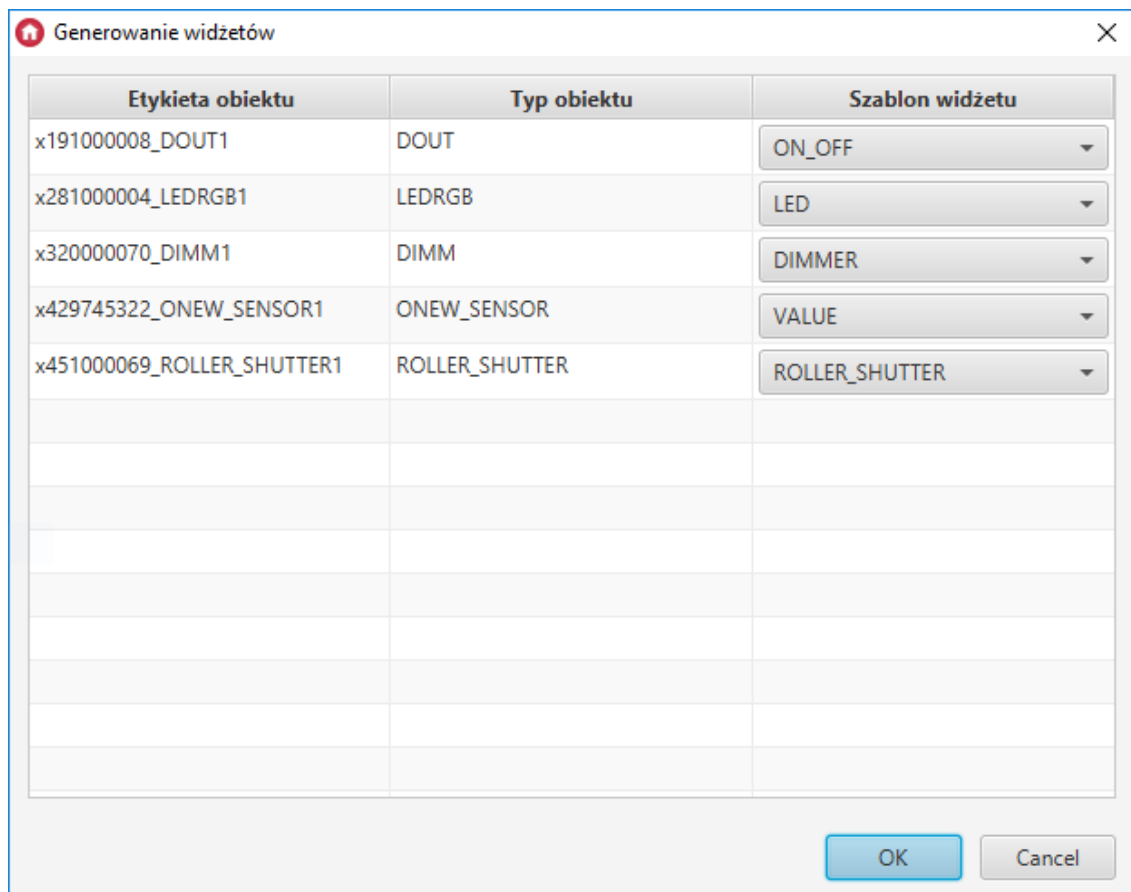 Generowanie widżetów
Etykieta obiektu Typ obiektu Szablon widżetu
x191000008_DOUT1 DOUT ON_OFF
x281000004_LEDRGB1 LEDRGB LED
x320000070_DIMM1 DIMM DIMMER
x429745322_ONEW_SENSOR1 ONEW_SENSOR VALUE
x451000069_ROLLER_SHUTTER1 ROLLER_SHUTTER ROLLER_SHUTTER
OK Cancel